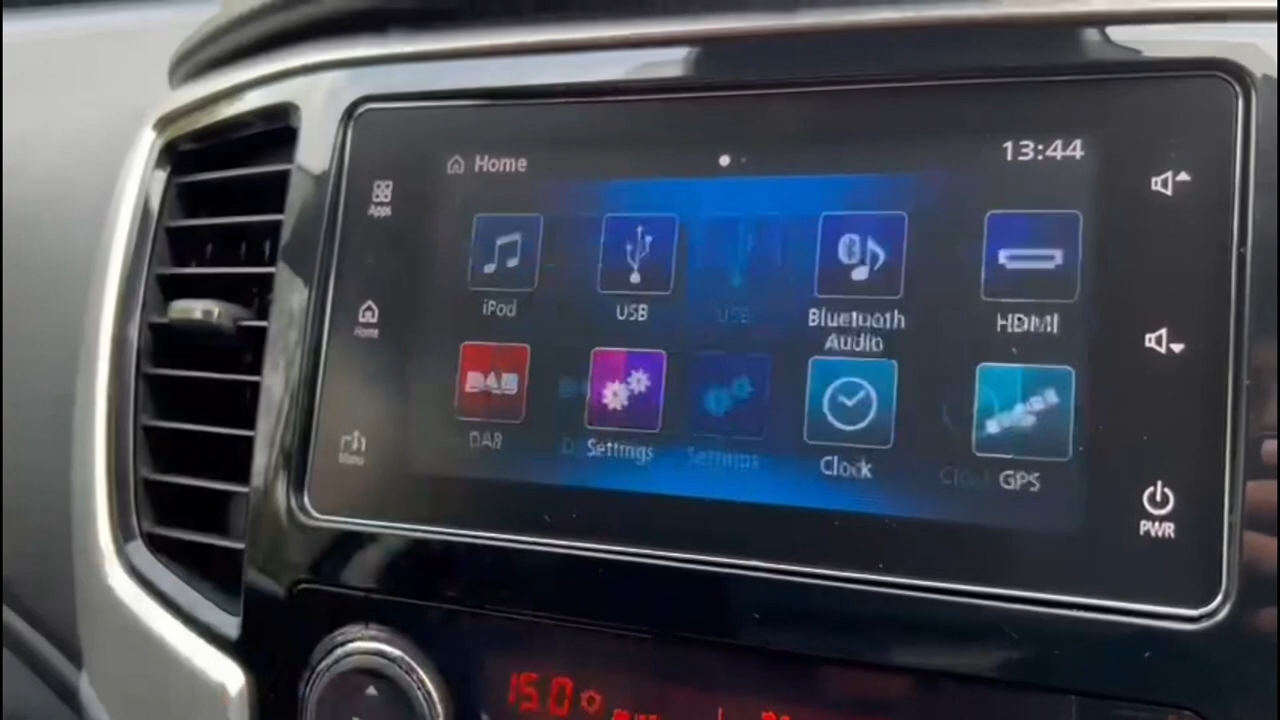 Home
13:44
Apps
iPod
USB
USB
Bluetooth
Audio
HDMI
Home
DAB
DAB
Settings
Settings
Clock
GPS
Menu
PWR
15.0